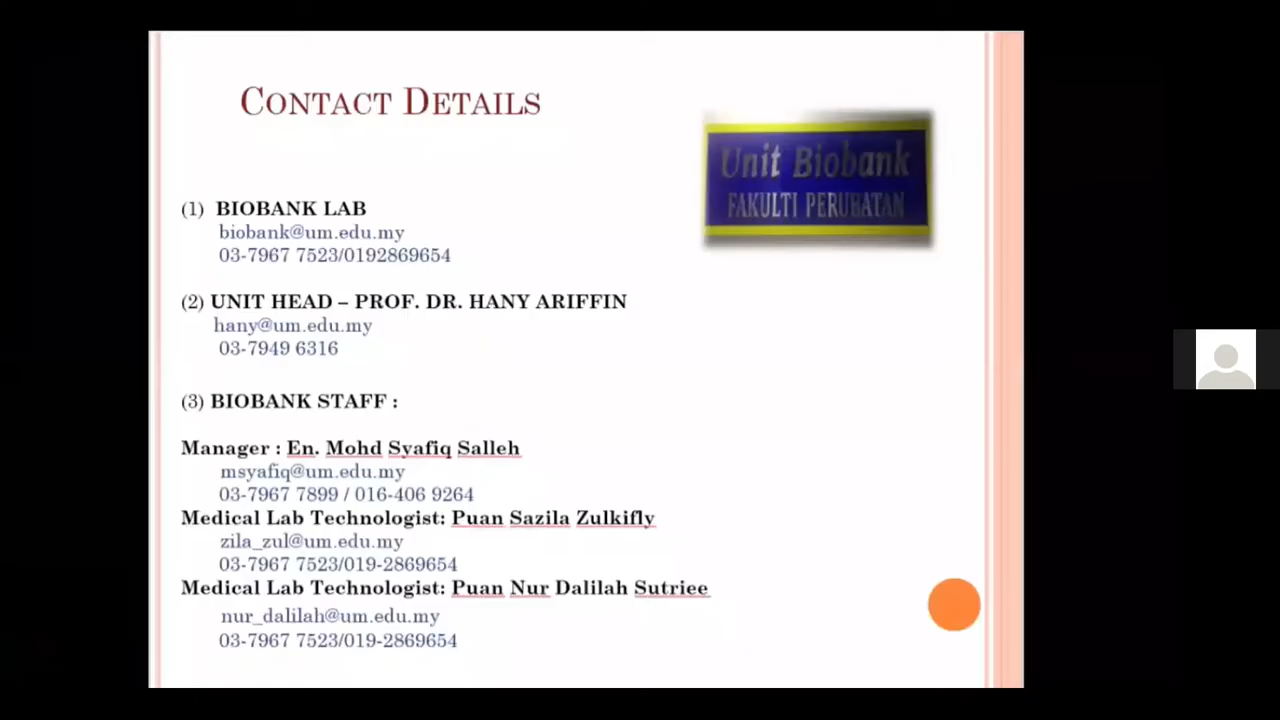 CONTACT DETAILS
Unit Biobank
FAKULTI PERUBATAN
(1) BIOBANK LAB
biobank@um.edu.my
03-7967 7523/0192869654
(2) UNIT HEAD – PROF. DR. HANY ARIFFIN
hany@um.edu.my
03-7949 6316
(3) BIOBANK STAFF :
Manager : En. Mohd Syafiq Salleh
msyafiq@um.edu.my
03-7967 7899 / 016-406 9264
Medical Lab Technologist: Puan Sazila Zulkifly
zila_zul@um.edu.my
03-7967 7523/019-2869654
Medical Lab Technologist: Puan Nur Dalilah Sutriee
nur_dalilah@um.edu.my
03-7967 7523/019-2869654